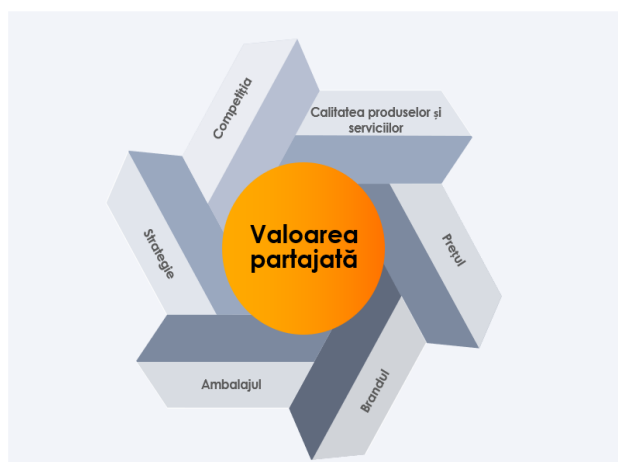 Competiția
Calitatea produselor și
serviciilor
Valoarea
partajată
Prețul
Strategie
Ambalajul
Brandul